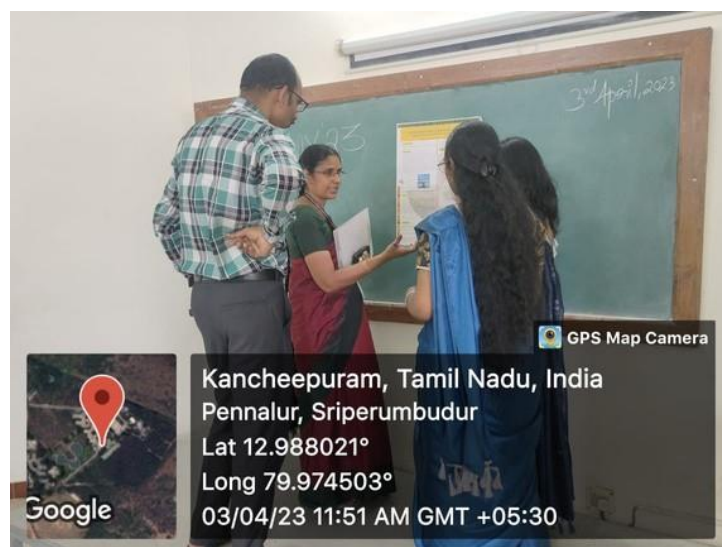 3rd April, 2023
GPS Map Camera
Kancheepuram, Tamil Nadu, India
Pennalur, Sriperumbudur
Lat 12.988021°
Long 79.974503°
03/04/23 11:51 AM GMT +05:30
Google